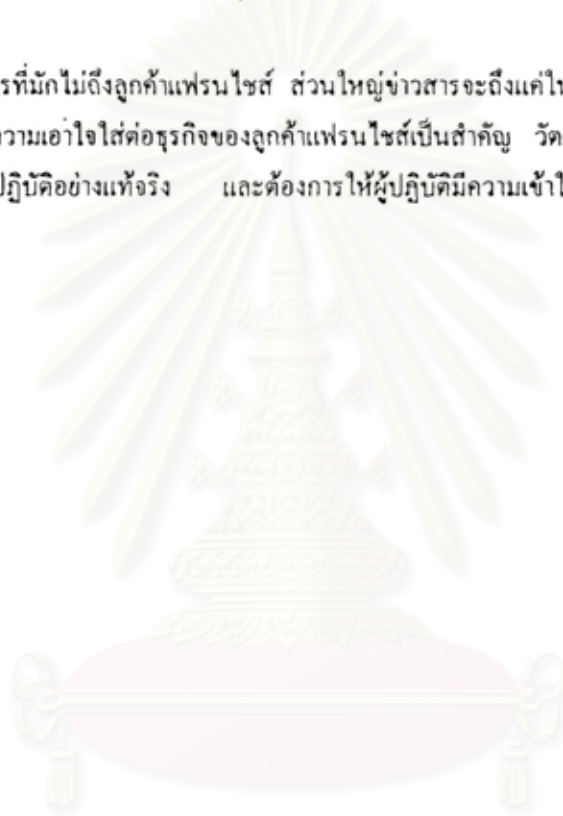 รที่มักไม่ถึงลูกค้าแฟรนไชส์ ส่วนใหญ่ข่าวสารจะถึงแค่ใน
วามเอาใจใส่ต่อธุรกิจของลูกค้าแฟรนไชส์เป็นสำคัญ วัต
ปฏิบัติอย่างแท้จริง และต้องการให้ผู้ปฏิบัติมีความเข้าใ